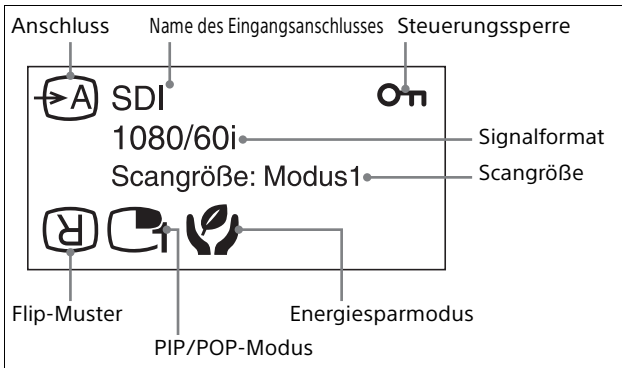 Anschluss Name des Eingangsanschlusses Steuerungssperre
A SDI
1080/60i Signalformat
Scangröße: Modus1 Scangröße
R
Flip-Muster Energiesparmodus
PIP/POP-Modus